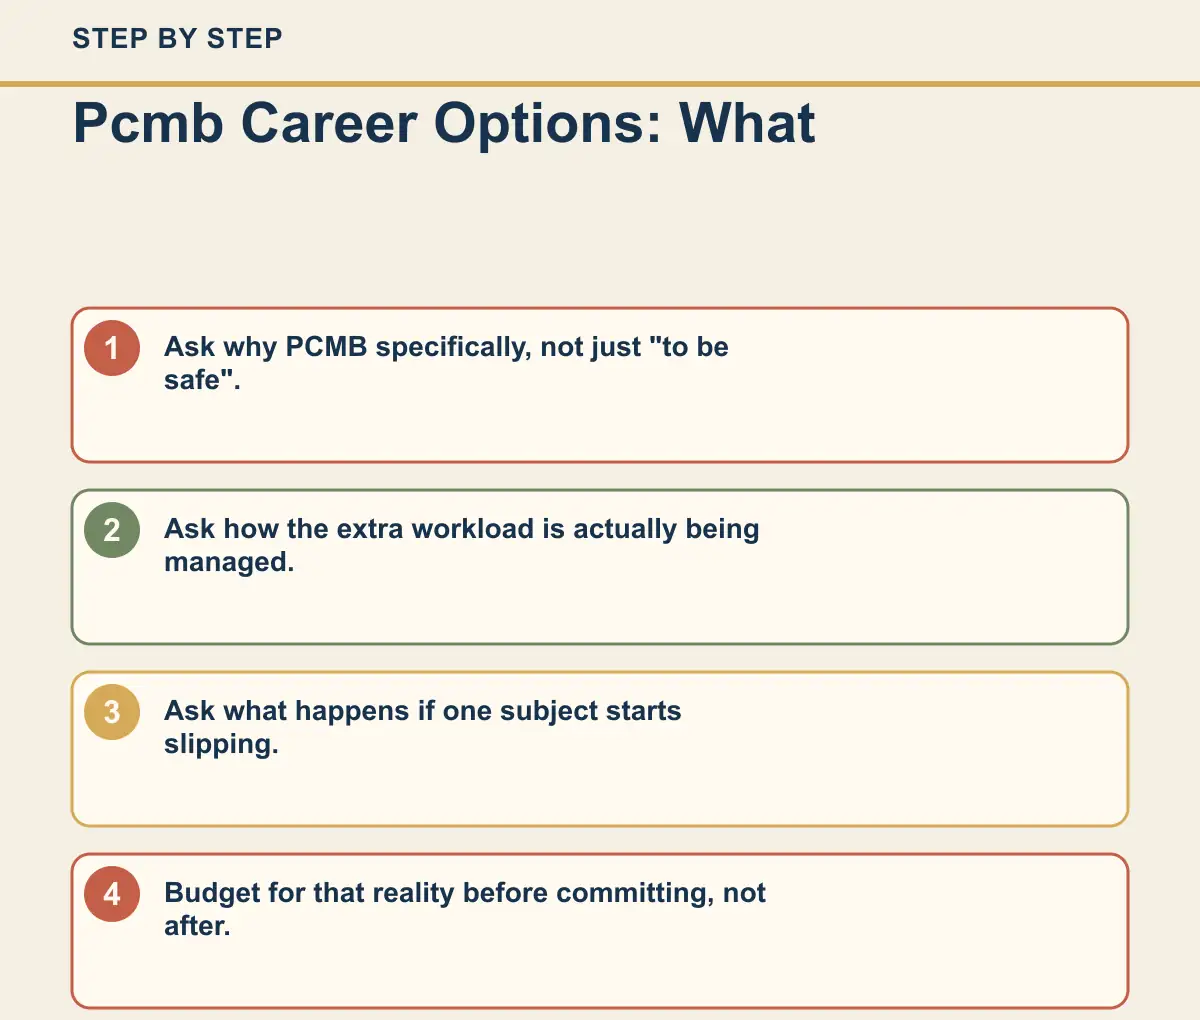 STEP BY STEP
Pcmb Career Options: What
1
Ask why PCMB specifically, not just "to be
safe".
2
Ask how the extra workload is actually being
managed.
3
Ask what happens if one subject starts
slipping.
4
Budget for that reality before committing, not
after.